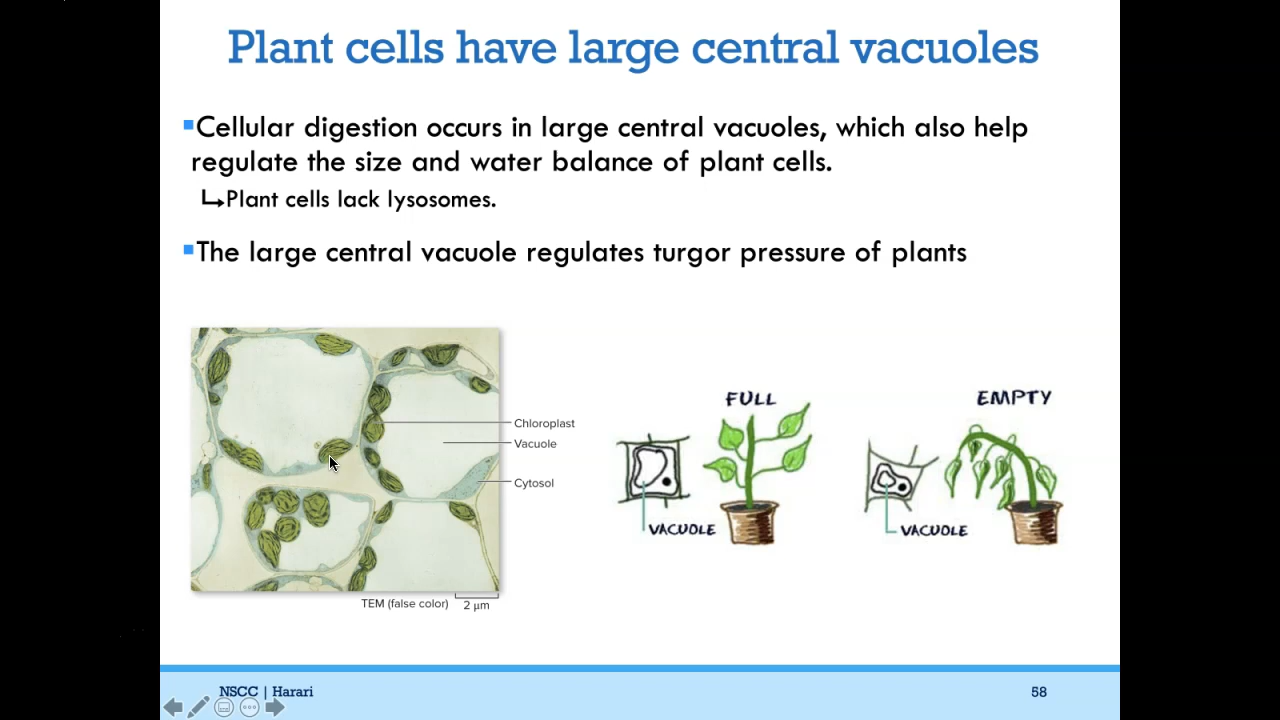 Plant cells have large central vacuoles
Cellular digestion occurs in large central vacuoles, which also help
regulate the size and water balance of plant cells.
Plant cells lack lysosomes.
The large central vacuole regulates turgor pressure of plants
Chloroplast
Vacuole
Cytosol
TEM (false color)
2 μm
FULL
VACUOLE
EMPTY
VACUOLE
NSCC | Harari
58